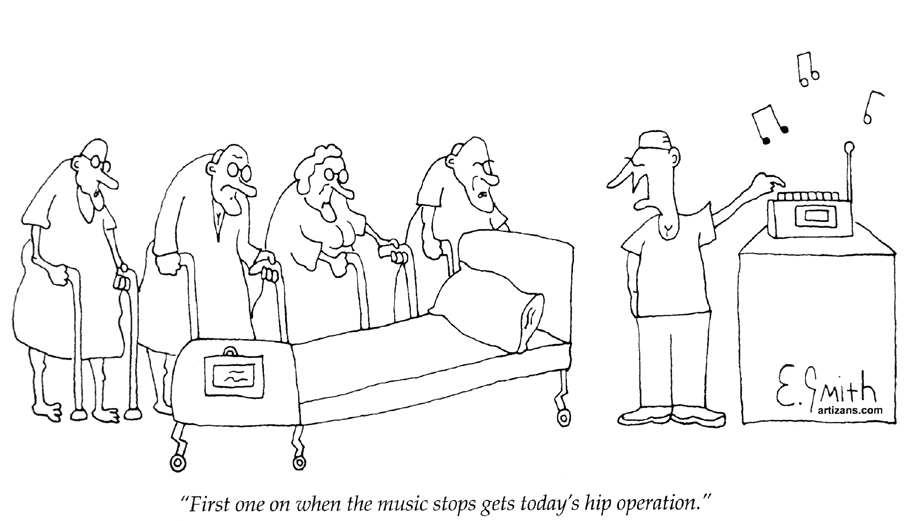 E. Smith
artizans.com
“First one on when the music stops gets today’s hip operation.”